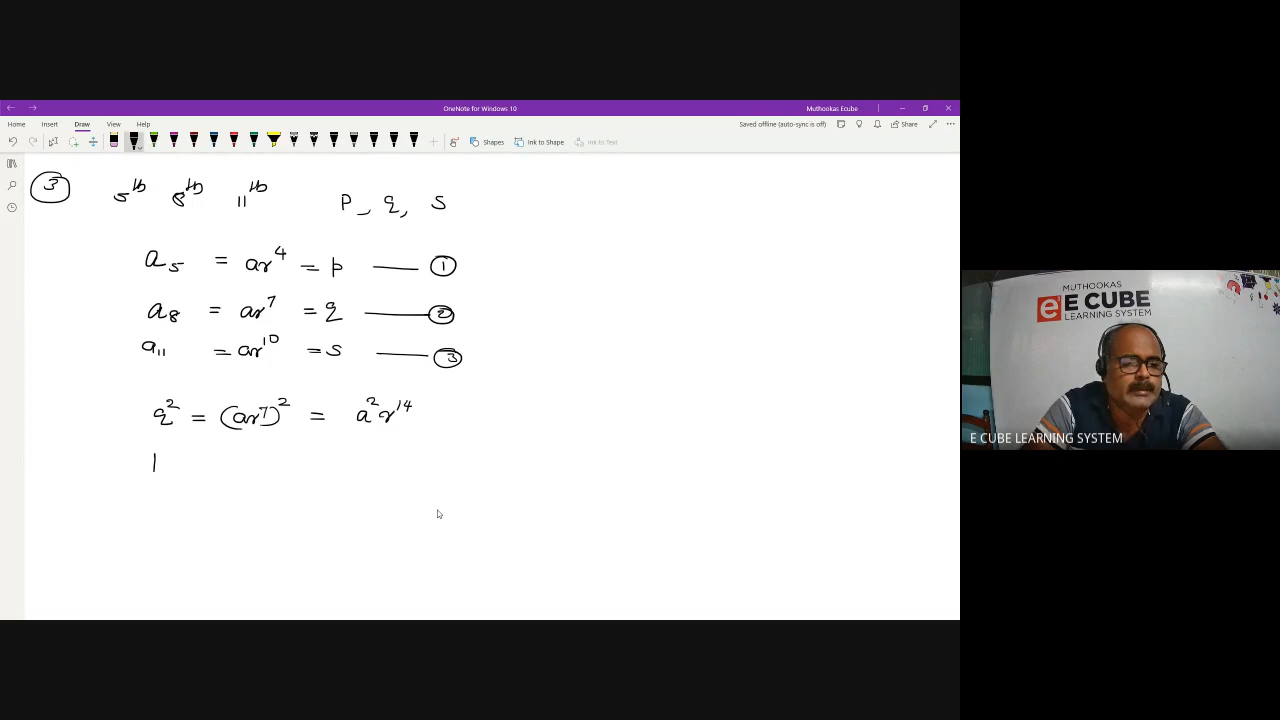 OneNote for Windows 10
Muthookas Ecube
Home Insert Draw View Help
Saved offline (auto-sync is off) Share
Shapes Ink to Shape Ink to Text
③ 5th 8th 11th P, q, S
a₅ = ar⁴ = p — ①
a₈ = ar⁷ = q — ②
a₁₁ = ar¹⁰ = s — ③
q² = (ar⁷)² = a²r¹⁴
MUTHOOKAS
e³ E CUBE
LEARNING SYSTEM
E CUBE LEARNING SYSTEM